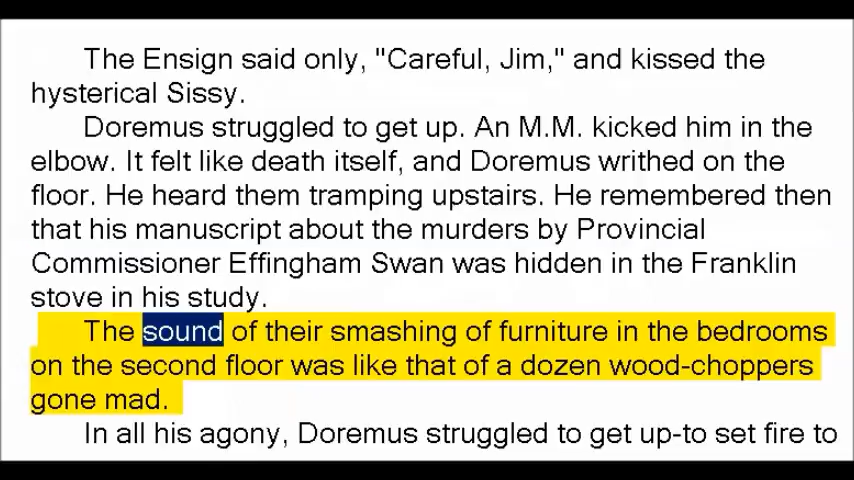 The Ensign said only, "Careful, Jim," and kissed the
hysterical Sissy.
Doremus struggled to get up. An M.M. kicked him in the
elbow. It felt like death itself, and Doremus writhed on the
floor. He heard them tramping upstairs. He remembered then
that his manuscript about the murders by Provincial
Commissioner Effingham Swan was hidden in the Franklin
stove in his study.
The sound of their smashing of furniture in the bedrooms
on the second floor was like that of a dozen wood-choppers
gone mad.
In all his agony, Doremus struggled to get up-to set fire to